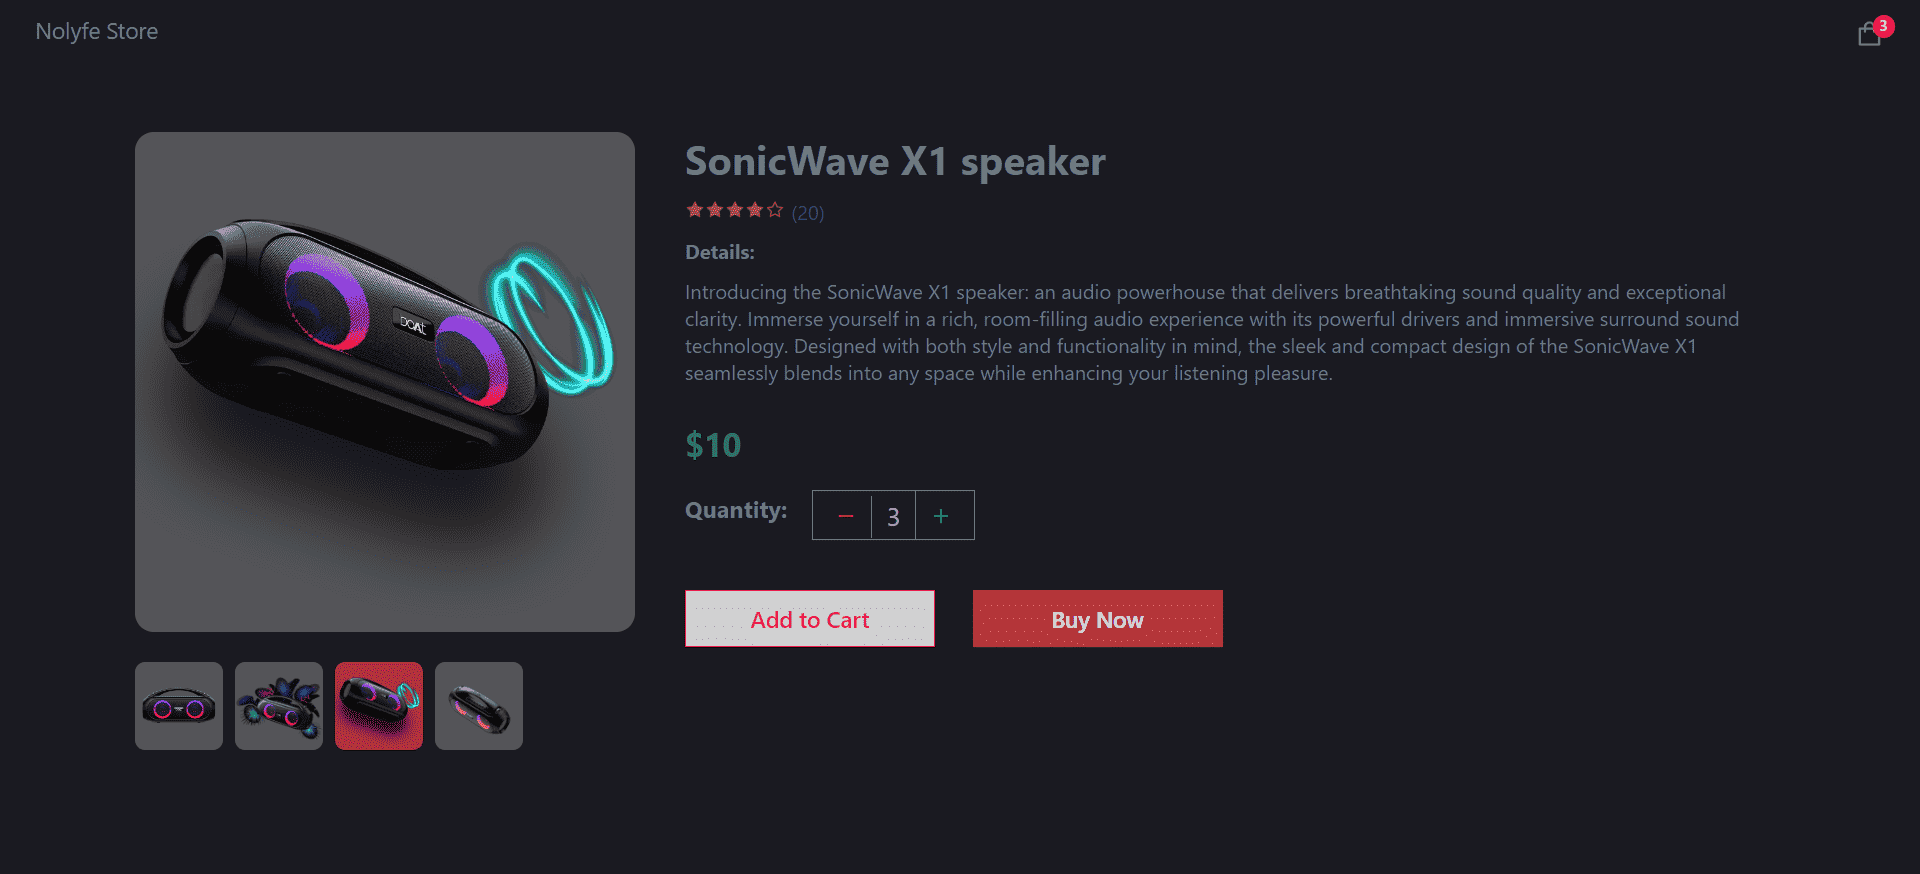 Nolyfe Store
3
SonicWave X1 speaker
(20)
Details:
Introducing the SonicWave X1 speaker: an audio powerhouse that delivers breathtaking sound quality and exceptional
clarity. Immerse yourself in a rich, room-filling audio experience with its powerful drivers and immersive surround sound
technology. Designed with both style and functionality in mind, the sleek and compact design of the SonicWave X1
seamlessly blends into any space while enhancing your listening pleasure.
$10
Quantity:
− 3 +
Add to Cart
Buy Now